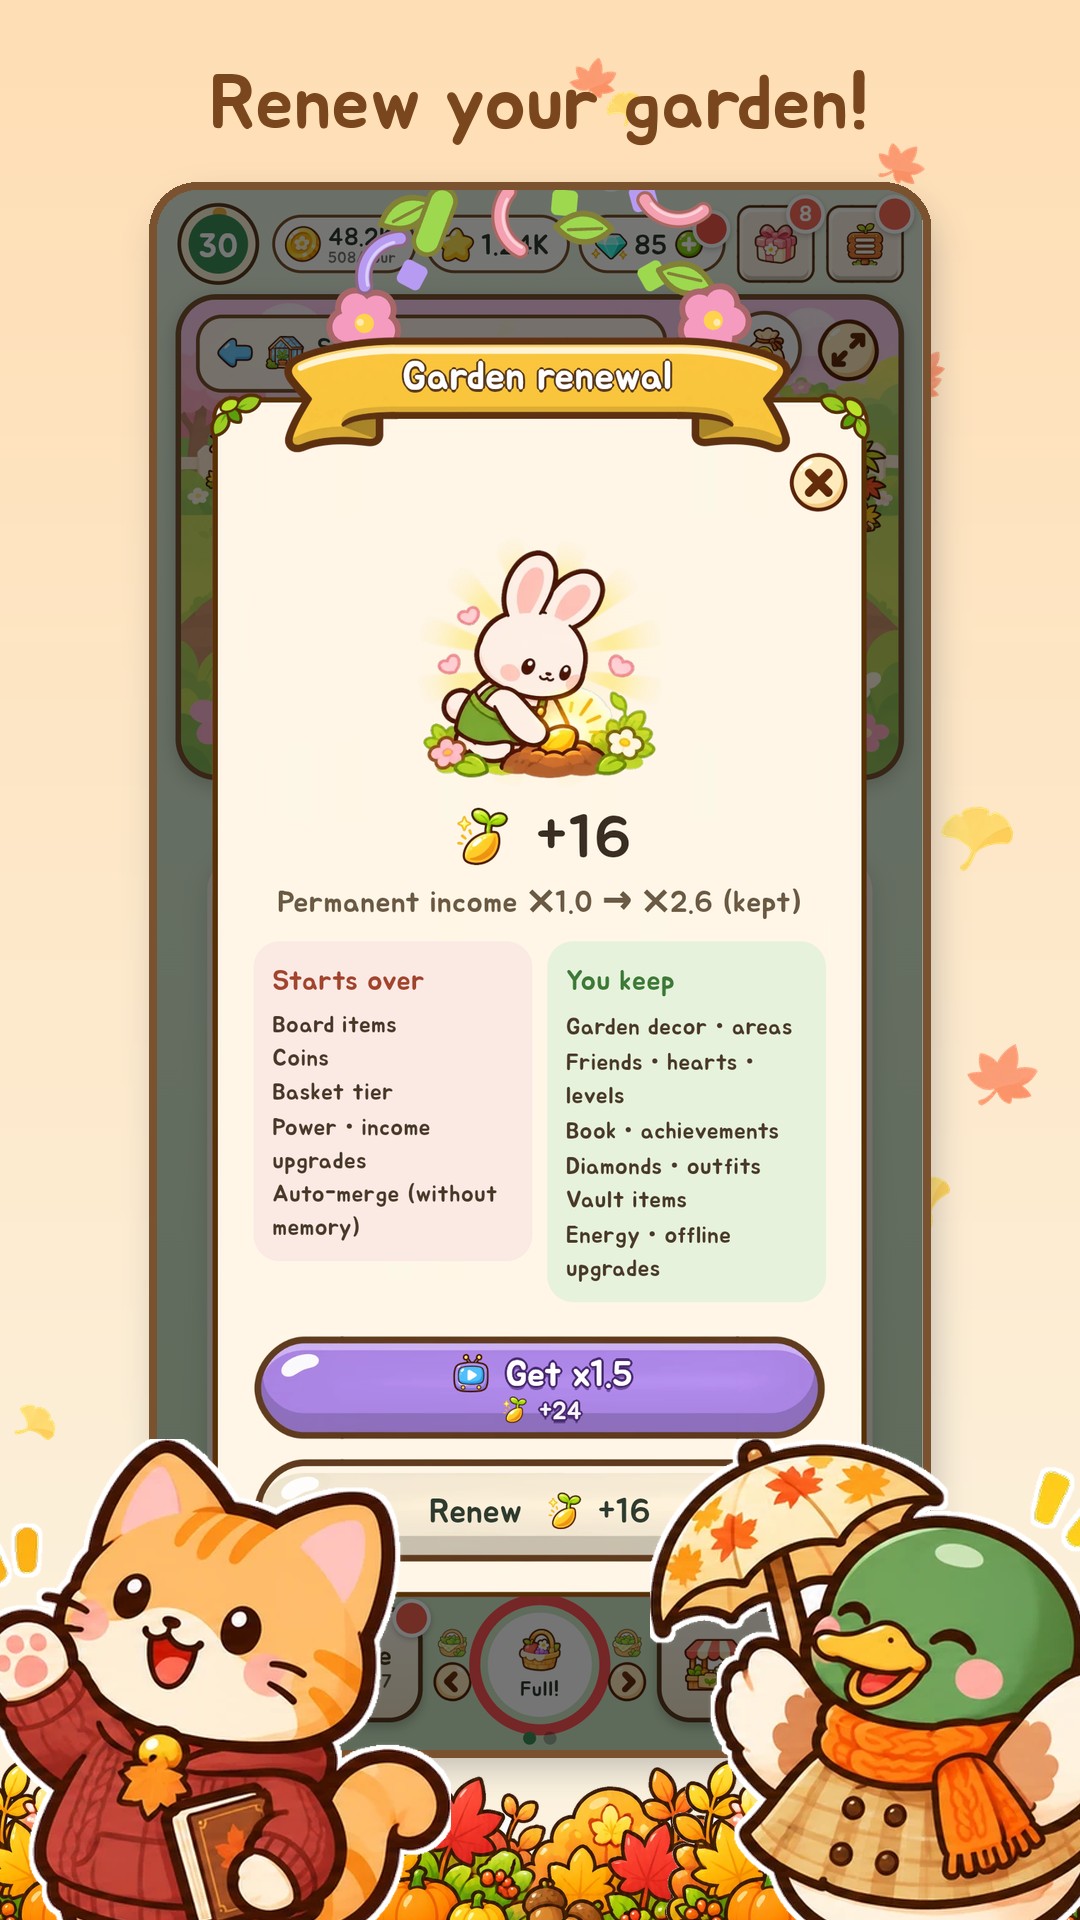 Renew your garden!
30
85
8
Garden renewal
+16
Permanent income ×1.0 → ×2.6 (kept)
Starts over
Board items
Coins
Basket tier
Power • income
upgrades
Auto-merge (without
memory)
You keep
Garden decor • areas
Friends • hearts •
levels
Book • achievements
Diamonds • outfits
Vault items
Energy • offline
upgrades
Get x1.5
+24
Renew +16
Full!